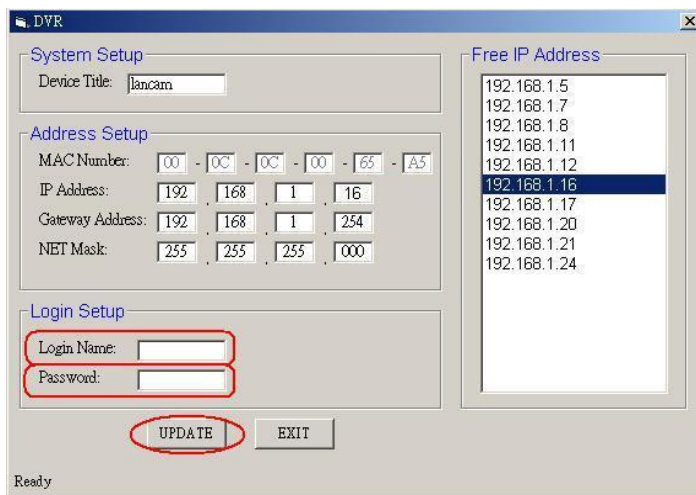 DVR
System Setup
Device Title: lancam
Address Setup
MAC Number: 00 - 0C - 0C - 00 - 65 - A5
IP Address: 192 . 168 . 1 . 16
Gateway Address: 192 . 168 . 1 . 254
NET Mask: 255 . 255 . 255 . 000
Login Setup
Login Name:
Password:
UPDATE EXIT
Ready
Free IP Address
192.168.1.5
192.168.1.7
192.168.1.8
192.168.1.11
192.168.1.12
192.168.1.16
192.168.1.17
192.168.1.20
192.168.1.21
192.168.1.24